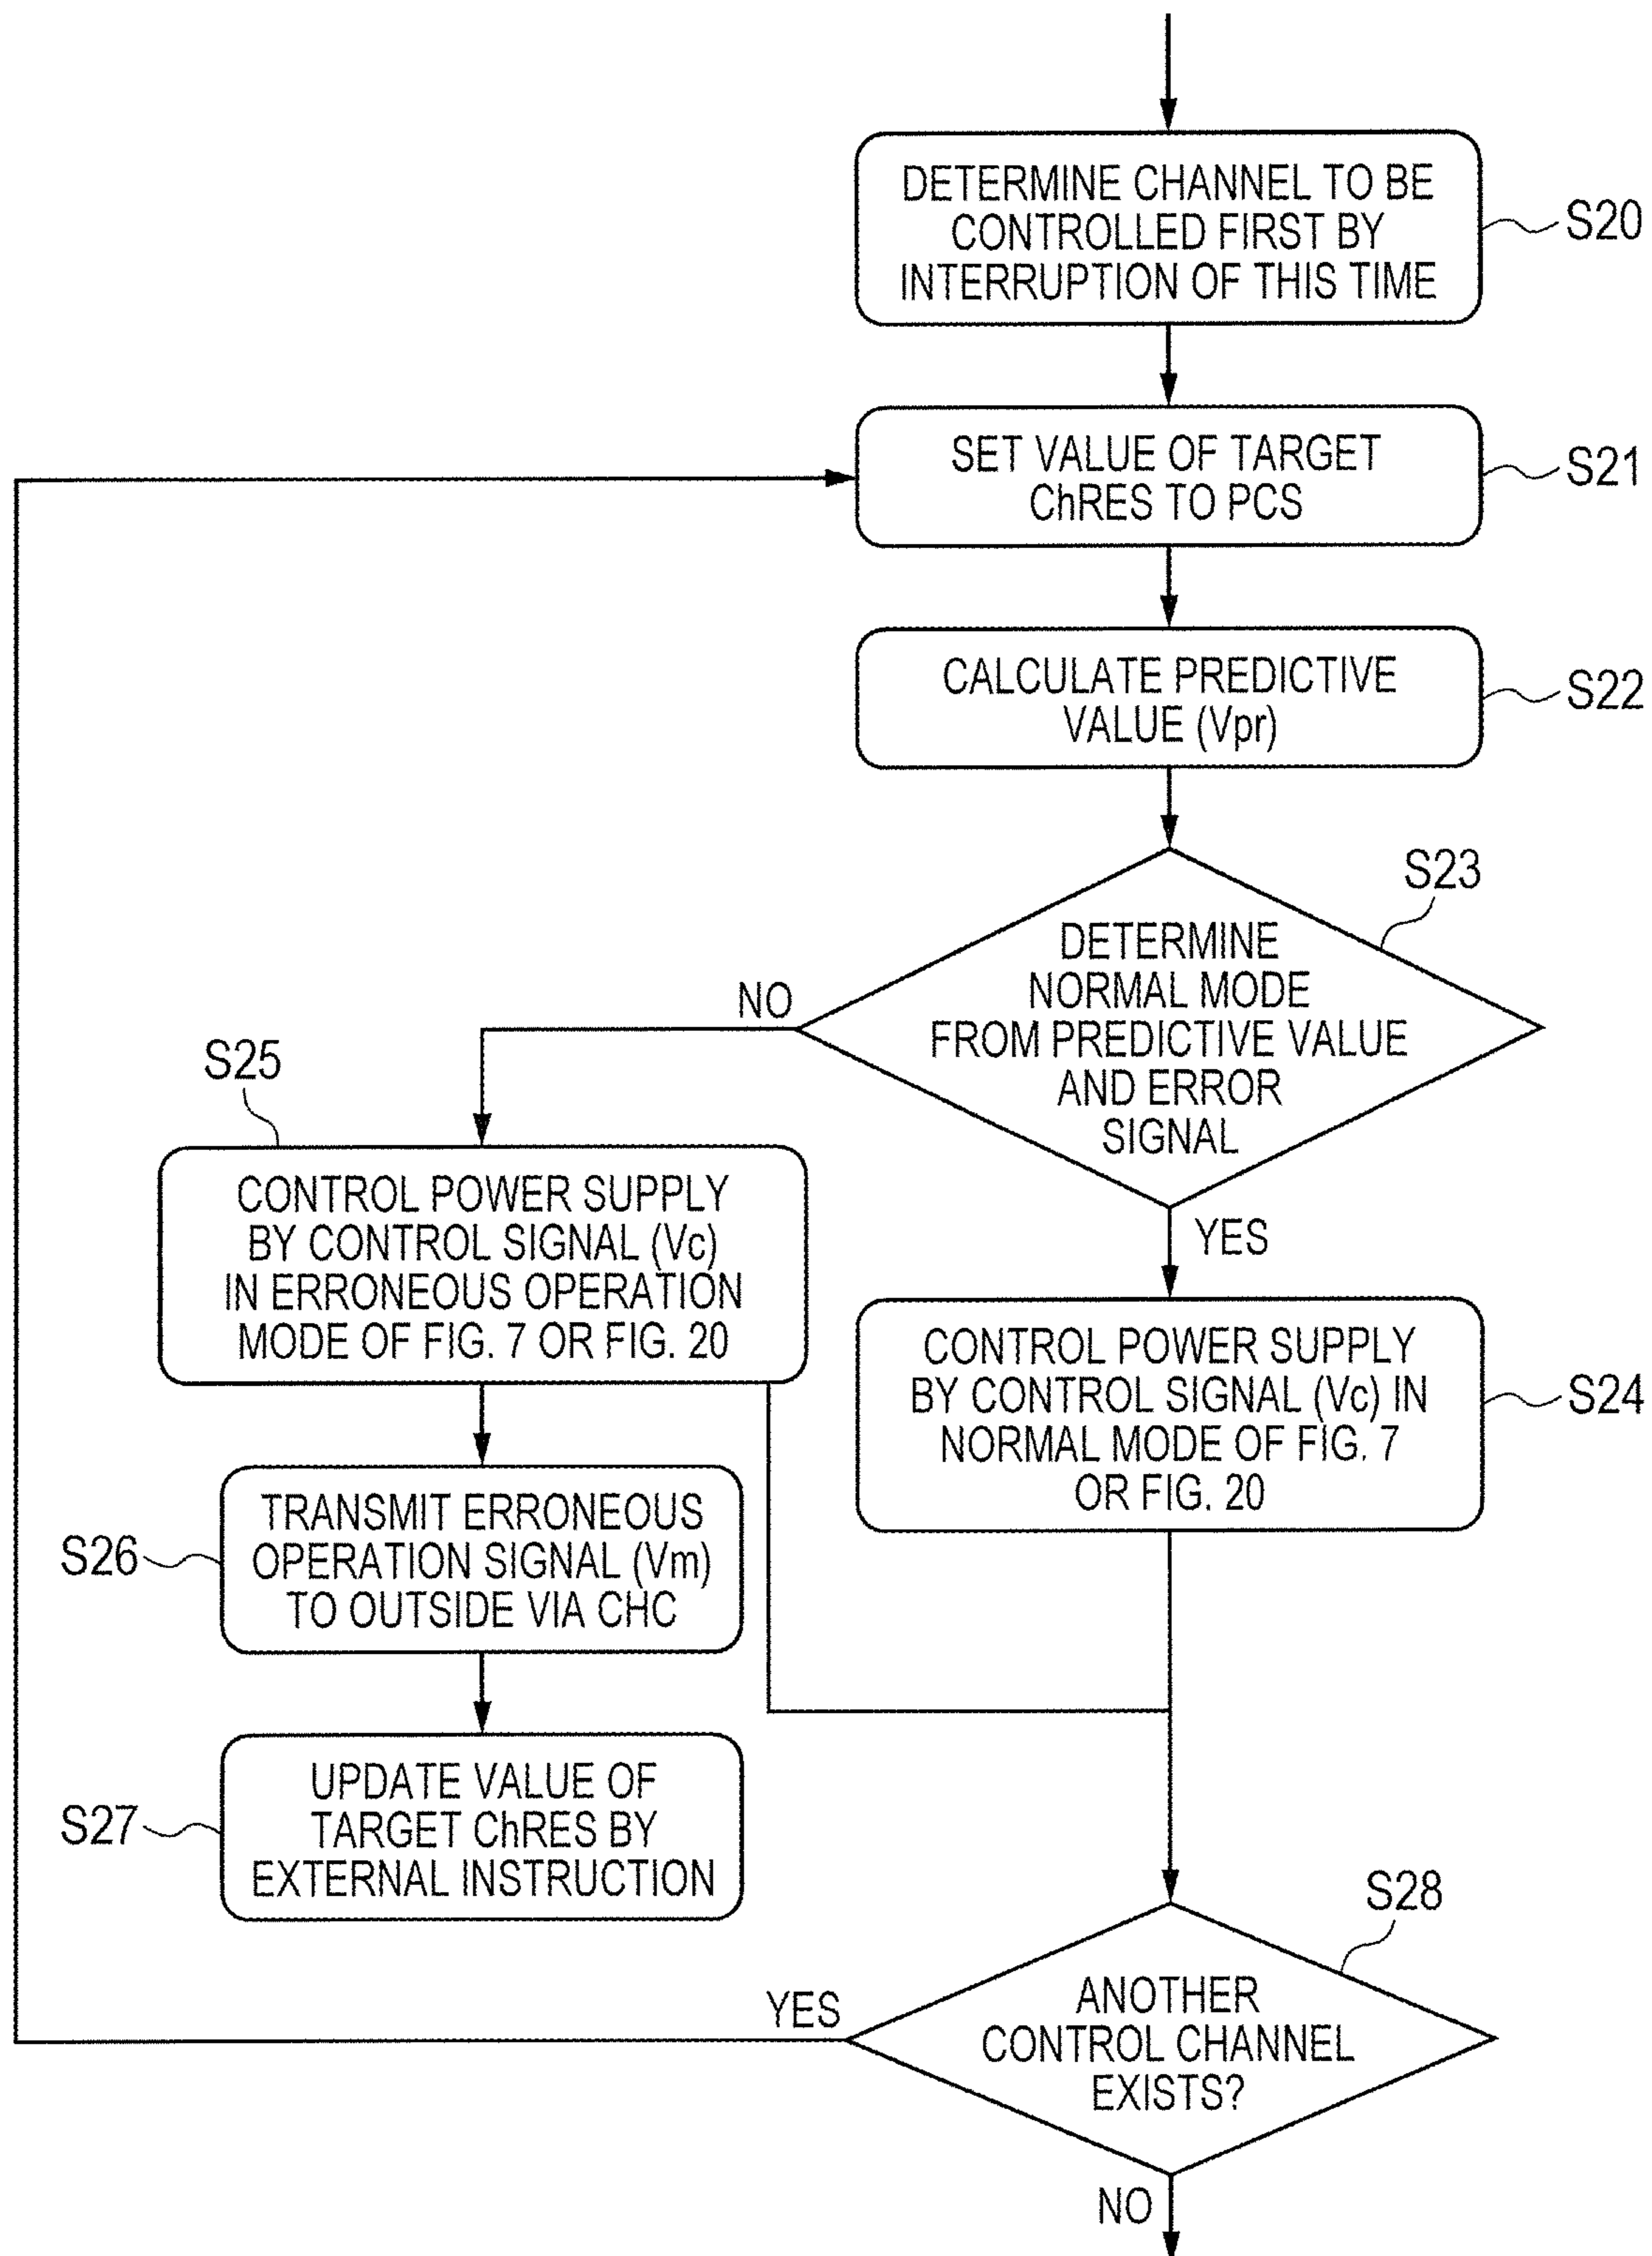 DETERMINE CHANNEL TO BE
CONTROLLED FIRST BY
INTERRUPTION OF THIS TIME
S20
SET VALUE OF TARGET
ChRES TO PCS
S21
CALCULATE PREDICTIVE
VALUE (Vpr)
S22
S23
DETERMINE
NORMAL MODE
FROM PREDICTIVE VALUE
AND ERROR
SIGNAL
NO
YES
S25
CONTROL POWER SUPPLY
BY CONTROL SIGNAL (Vc)
IN ERRONEOUS OPERATION
MODE OF FIG. 7 OR FIG. 20
CONTROL POWER SUPPLY
BY CONTROL SIGNAL (Vc) IN
NORMAL MODE OF FIG. 7
OR FIG. 20
S24
TRANSMIT ERRONEOUS
OPERATION SIGNAL (Vm)
TO OUTSIDE VIA CHC
S26
UPDATE VALUE OF
TARGET ChRES BY
EXTERNAL INSTRUCTION
S27
S28
ANOTHER
CONTROL CHANNEL
EXISTS?
YES
NO